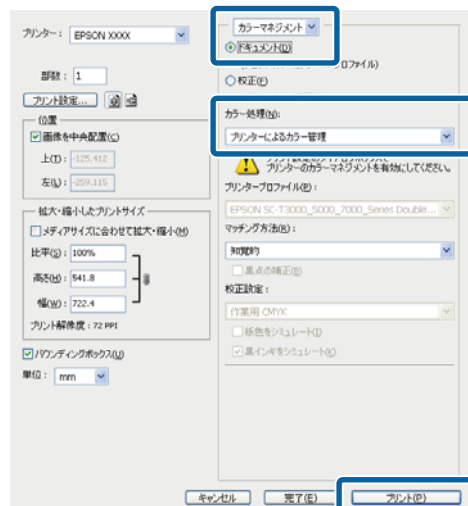 プリンター： EPSON XXXX
部数： 1
プリント設定...
位置
画像を中央配置(C)
上(T)： -125.412
左(L)： -259.115
拡大・縮小したプリントサイズ
メディアサイズに合わせて拡大・縮小(M)
比率(S)： 100%
高さ(H)： 541.8
幅(W)： 722.4
プリント解像度：72 PPI
バウンディングボックス(U)
単位： mm
カラーマネジメント
ドキュメント(D)
ロファイル)
校正(F)
カラー処理(N)：
プリンターによるカラー管理
プリンターのカラーマネジメントを有効にしてください。
プリンタープロファイル(P)：
EPSON SC-T3000_5000_7000_Series Double...
マッチング方法(R)：
知覚的
黒点の補正(B)
校正設定：
作業用 CMYK
紙色をシミュレート(I)
黒インキをシミュレート(K)
キャンセル
完了(E)
プリント(P)